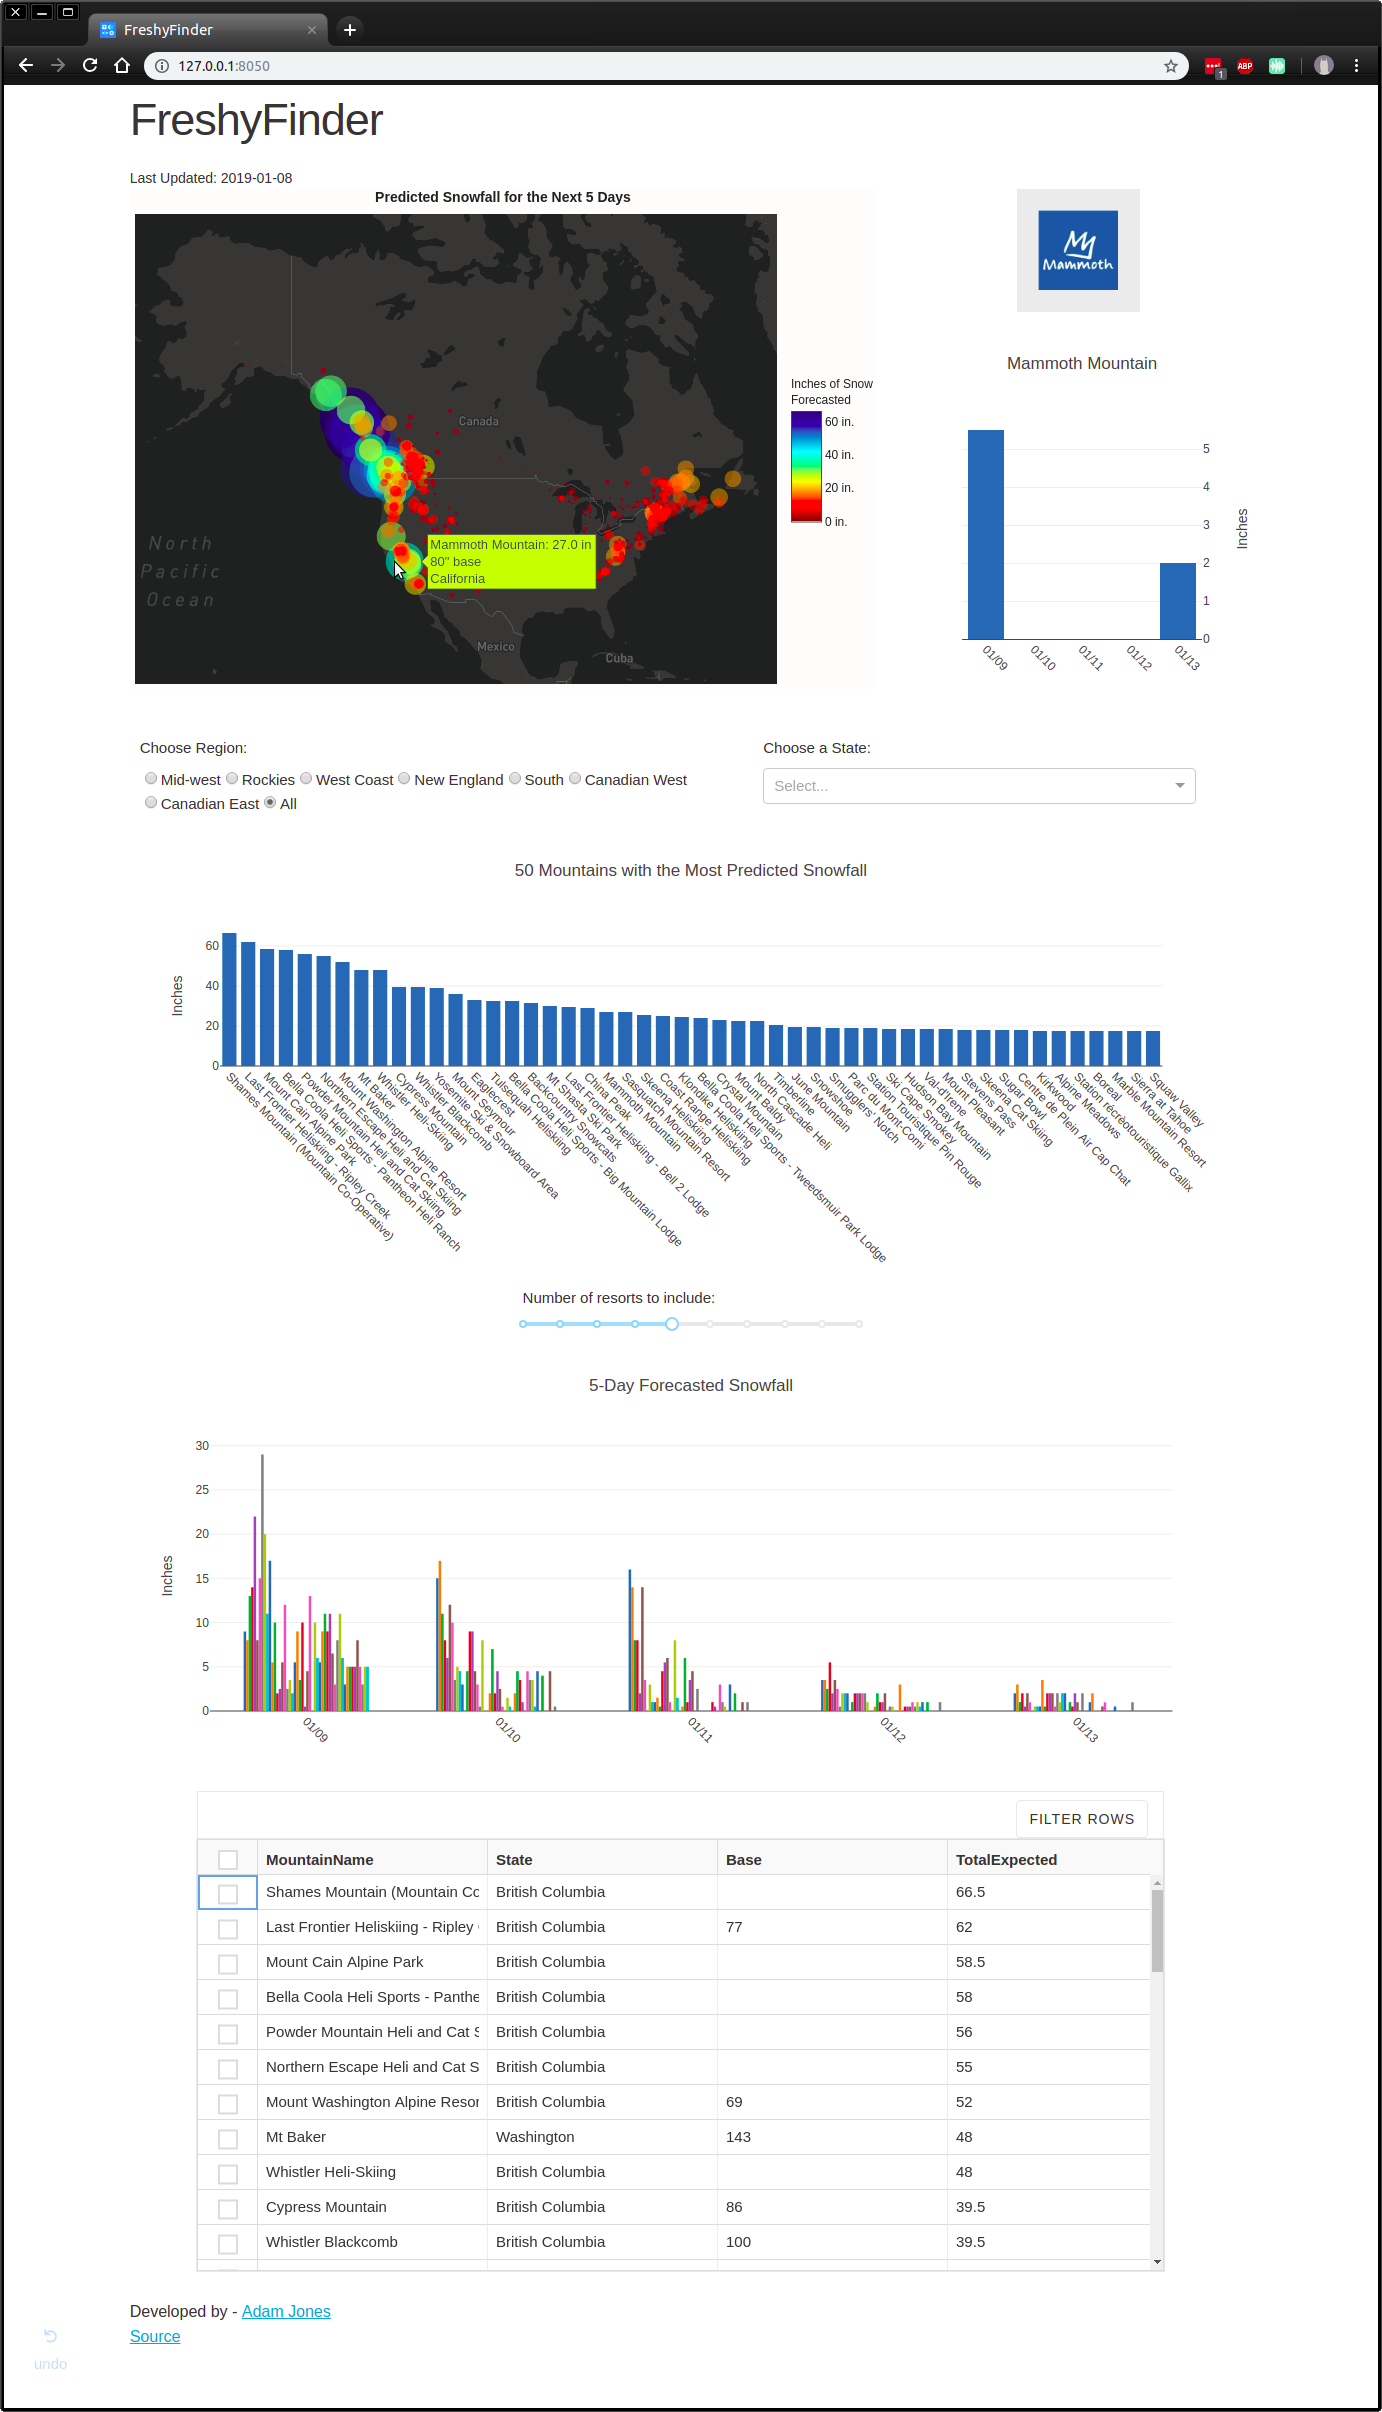 FreshyFinder
127.0.0.1:8050
1
ABP
FreshyFinder
Last Updated: 2019-01-08
Predicted Snowfall for the Next 5 Days
Canada
North
Pacific
Ocean
Mexico
Cuba
Mammoth Mountain: 27.0 in
80" base
California
Inches of Snow
Forecasted
60 in.
40 in.
20 in.
0 in.
Mammoth
Mammoth Mountain
5
4
3
2
1
0
Inches
01/09
01/10
01/11
01/12
01/13
Choose Region:
Mid-west Rockies West Coast New England South Canadian West
Canadian East All
Choose a State:
Select...
50 Mountains with the Most Predicted Snowfall
Inches
60
40
20
0
Shames Mountain (Mountain Co-Operative)
Last Frontier Heliskiing - Ripley Creek
Mount Cain Alpine Park
Bella Coola Heli Sports - Pantheon Heli Ranch
Powder Mountain Heli and Cat Skiing
Northern Escape Heli and Cat Skiing
Mount Washington Alpine Resort
Mt Baker
Whistler Heli-Skiing
Cypress Mountain
Whistler Blackcomb
Yosemite Ski & Snowboard Area
Mount Seymour
Eaglecrest
Tulsequah Heliskiing
Bella Coola Heli Sports - Big Mountain Lodge
Backcountry Snowcats
Mt Shasta Ski Park
Last Frontier Heliskiing - Bell 2 Lodge
China Peak
Mammoth Mountain
Sasquatch Mountain Resort
Skeena Heliskiing
Coast Range Heliskiing
Klondike Heliskiing
Bella Coola Heli Sports - Tweedsmuir Park Lodge
Crystal Mountain
Mount Baldy
North Cascade Heli
Timberline
June Mountain
Snowshoe
Smugglers' Notch
Parc du Mont-Comi
Station Touristique Pin Rouge
Ski Cape Smokey
Hudson Bay Mountain
Val-d'Irene
Mount Pleasant
Stevens Pass
Skeena Cat Skiing
Sugar Bowl
Centre de Plein Air Cap Chat
Kirkwood
Alpine Meadows
Station récréotouristique Gallix
Boreal
Marble Mountain Resort
Sierra at Tahoe
Squaw Valley
Number of resorts to include:
5-Day Forecasted Snowfall
Inches
30
25
20
15
10
5
0
01/09
01/10
01/11
01/12
01/13
FILTER ROWS
MountainName State Base TotalExpected
Shames Mountain (Mountain Co British Columbia 66.5
Last Frontier Heliskiing - Ripley British Columbia 77 62
Mount Cain Alpine Park British Columbia 58.5
Bella Coola Heli Sports - Panthe British Columbia 58
Powder Mountain Heli and Cat S British Columbia 56
Northern Escape Heli and Cat S British Columbia 55
Mount Washington Alpine Resor British Columbia 69 52
Mt Baker Washington 143 48
Whistler Heli-Skiing British Columbia 48
Cypress Mountain British Columbia 86 39.5
Whistler Blackcomb British Columbia 100 39.5
Developed by - Adam Jones
Source
undo